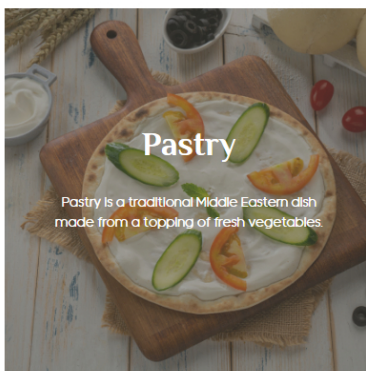 Pastry
Pastry is a traditional Middle Eastern dish
made from a topping of fresh vegetables.